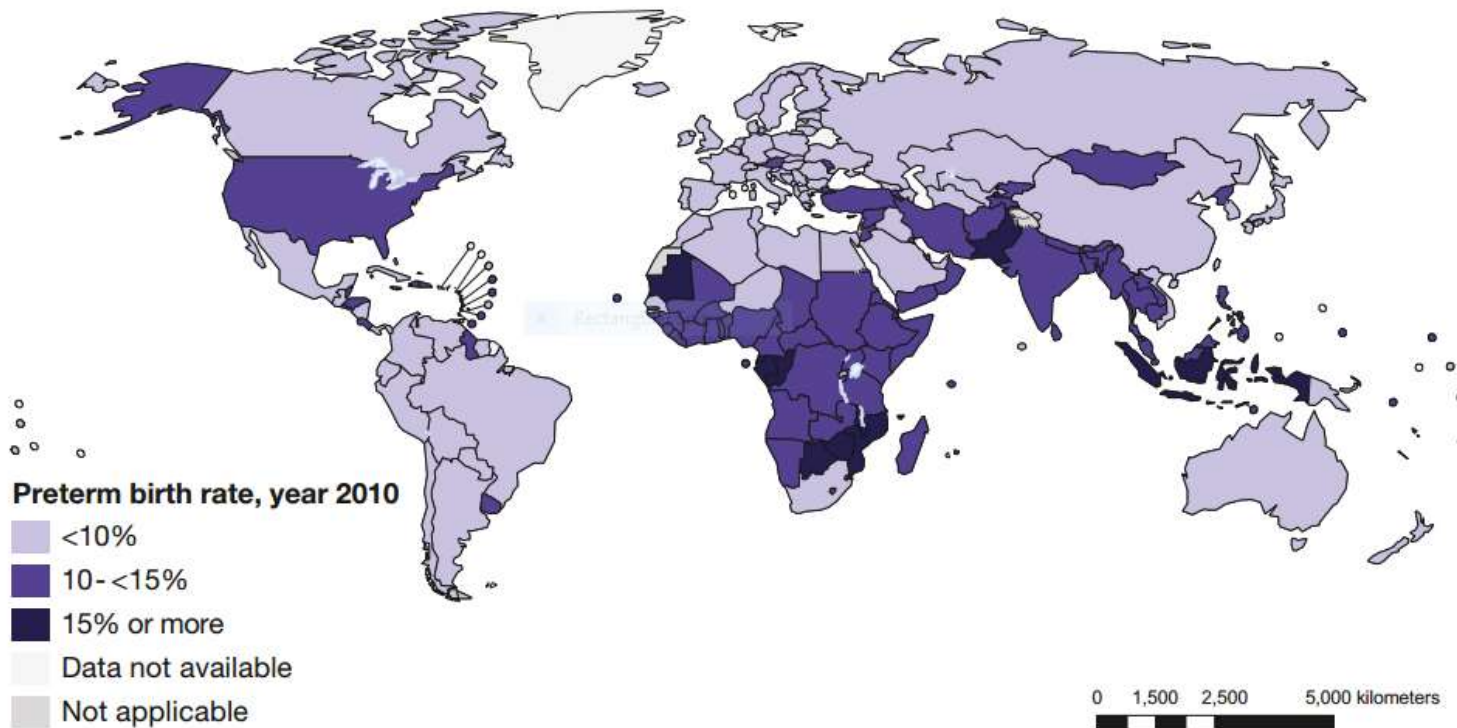 Preterm birth rate, year 2010
<10%
10-<15%
15% or more
Data not available
Not applicable
0 1,500 2,500 5,000 kilometers